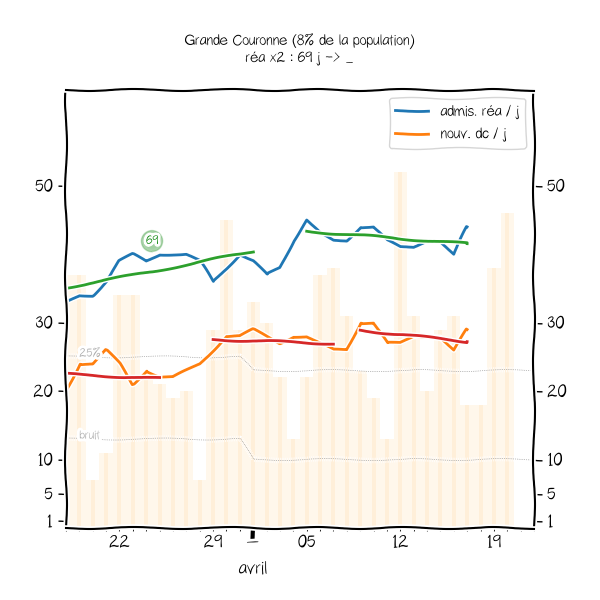 Grande Couronne (8% de la population)
réa x2 : 69 j -> _
admis. réa / j
nouv. dc / j
50 50
69
30 30
25%
20 20
bruit
10 10
5 5
1 1
22 29 _ 05 12 19
avril